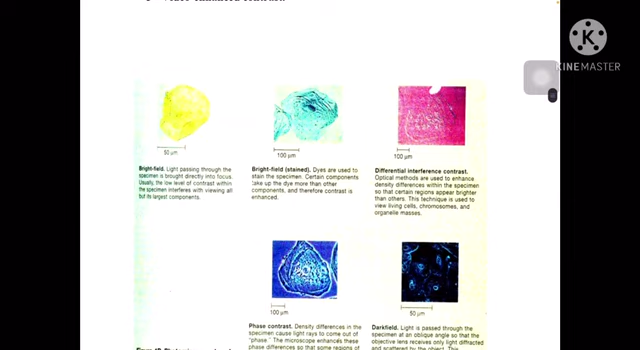 KINEMASTER
50 µm
100 µm
100 µm
Bright-field. Light passing through the
specimen is brought directly into focus.
Usually, the low level of contrast within
the specimen interferes with viewing all
but its largest components.
Bright-field (stained). Dyes are used to
stain the specimen. Certain components
take up the dye more than other
components, and therefore contrast is
enhanced.
Differential interference contrast.
Optical methods are used to enhance
density differences within the specimen
so that certain regions appear brighter
than others. This technique is used to
view living cells, chromosomes, and
organelle masses.
100 µm
50 µm
Phase contrast. Density differences in the
specimen cause light rays to come out of
"phase." The microscope enhances these
phase differences so that some regions of
Darkfield. Light is passed through the
specimen at an oblique angle so that the
objective lens receives only light diffracted
and scattered by the object. This